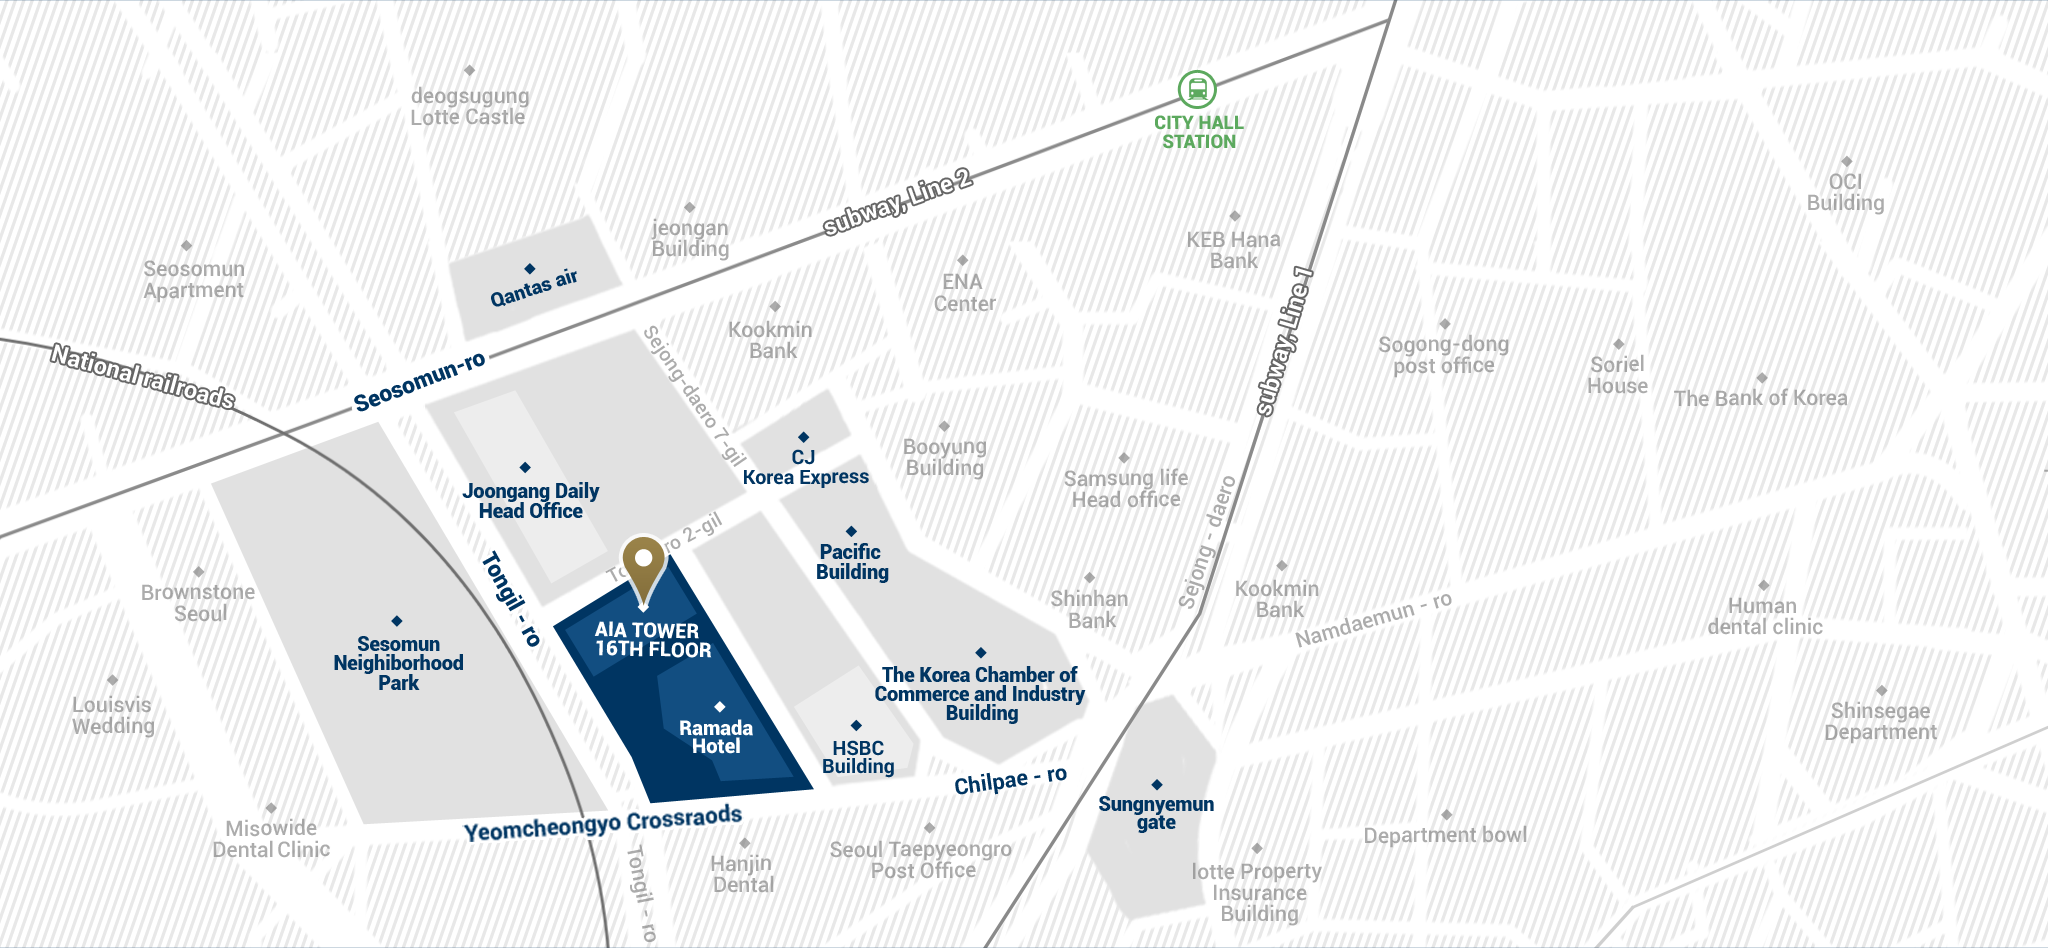 deogsugung
Lotte Castle
CITY HALL
STATION
subway, Line 2
OCI
Building
jeongan
Building
KEB Hana
Bank
Seosomun
Apartment
Qantas air
ENA
Center
Kookmin
Bank
subway, Line 1
Sogong-dong
post office
Soriel
House
The Bank of Korea
National railroads
Seosomun-ro
Sejong-daero 7-gil
CJ
Korea Express
Booyung
Building
Samsung life
Head office
Joongang Daily
Head Office
ro 2-gil
Pacific
Building
Sejong - daero
Tongil - ro
Brownstone
Seoul
Shinhan
Bank
Kookmin
Bank
Namdaemun - ro
Human
dental clinic
Sesomun
Neighiborhood
Park
AIA TOWER
16TH FLOOR
The Korea Chamber of
Commerce and Industry
Building
Louisvis
Wedding
Ramada
Hotel
HSBC
Building
Shinsegae
Department
Chilpae - ro
Sungnyemun
gate
Yeomcheongyo Crossraods
Misowide
Dental Clinic
Tongil - ro
Hanjin
Dental
Seoul Taepyeongro
Post Office
Department bowl
lotte Property
Insurance
Building